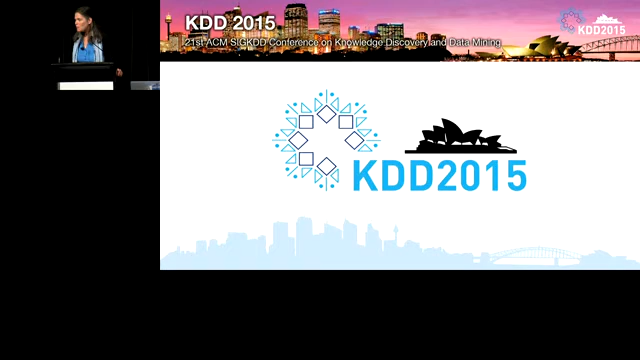 KDD 2015
21st ACM SIGKDD Conference on Knowledge Discovery and Data Mining
KDD2015
KDD2015